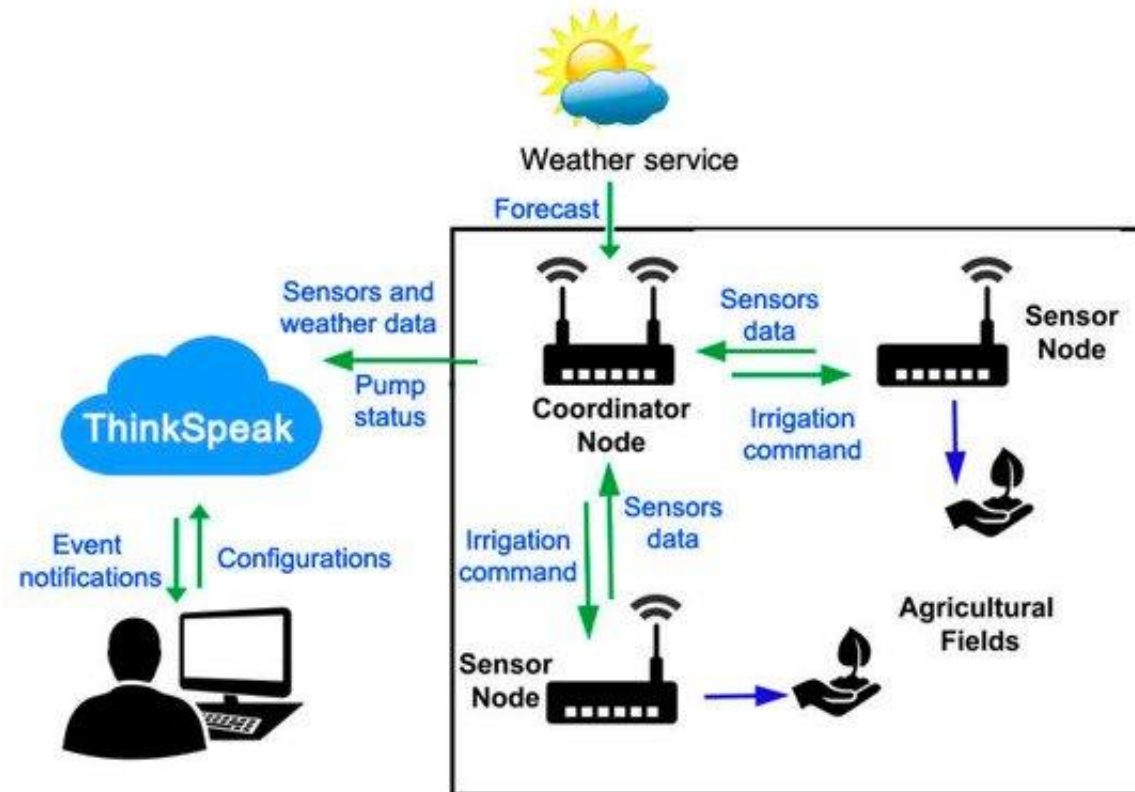 Weather service
Forecast
Sensors and
weather data
Pump
status
ThinkSpeak
Event
notifications
Configurations
Coordinator
Node
Sensors
data
Irrigation
command
Sensor
Node
Irrigation
command
Sensors
data
Sensor
Node
Agricultural
Fields